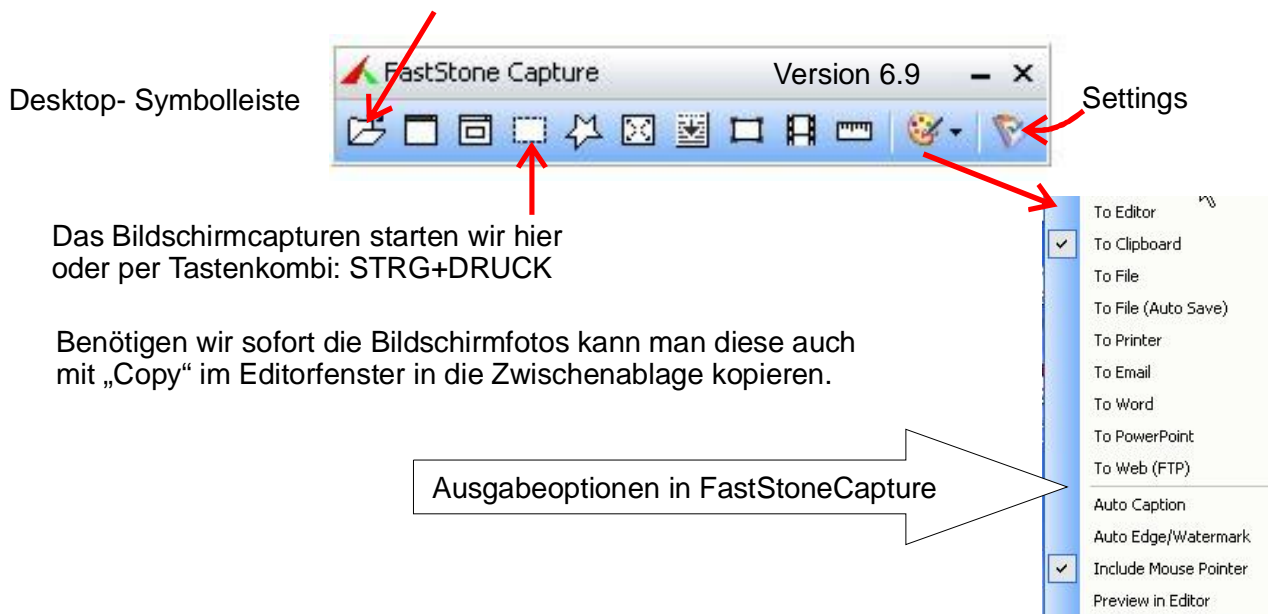 FastStone Capture Version 6.9
Desktop- Symbolleiste
Settings
Das Bildschirmcapturen starten wir hier
oder per Tastenkombi: STRG+DRUCK
Benötigen wir sofort die Bildschirmfotos kann man diese auch
mit „Copy“ im Editorfenster in die Zwischenablage kopieren.
Ausgabeoptionen in FastStoneCapture
To Editor
To Clipboard
To File
To File (Auto Save)
To Printer
To Email
To Word
To PowerPoint
To Web (FTP)
Auto Caption
Auto Edge/Watermark
Include Mouse Pointer
Preview in Editor